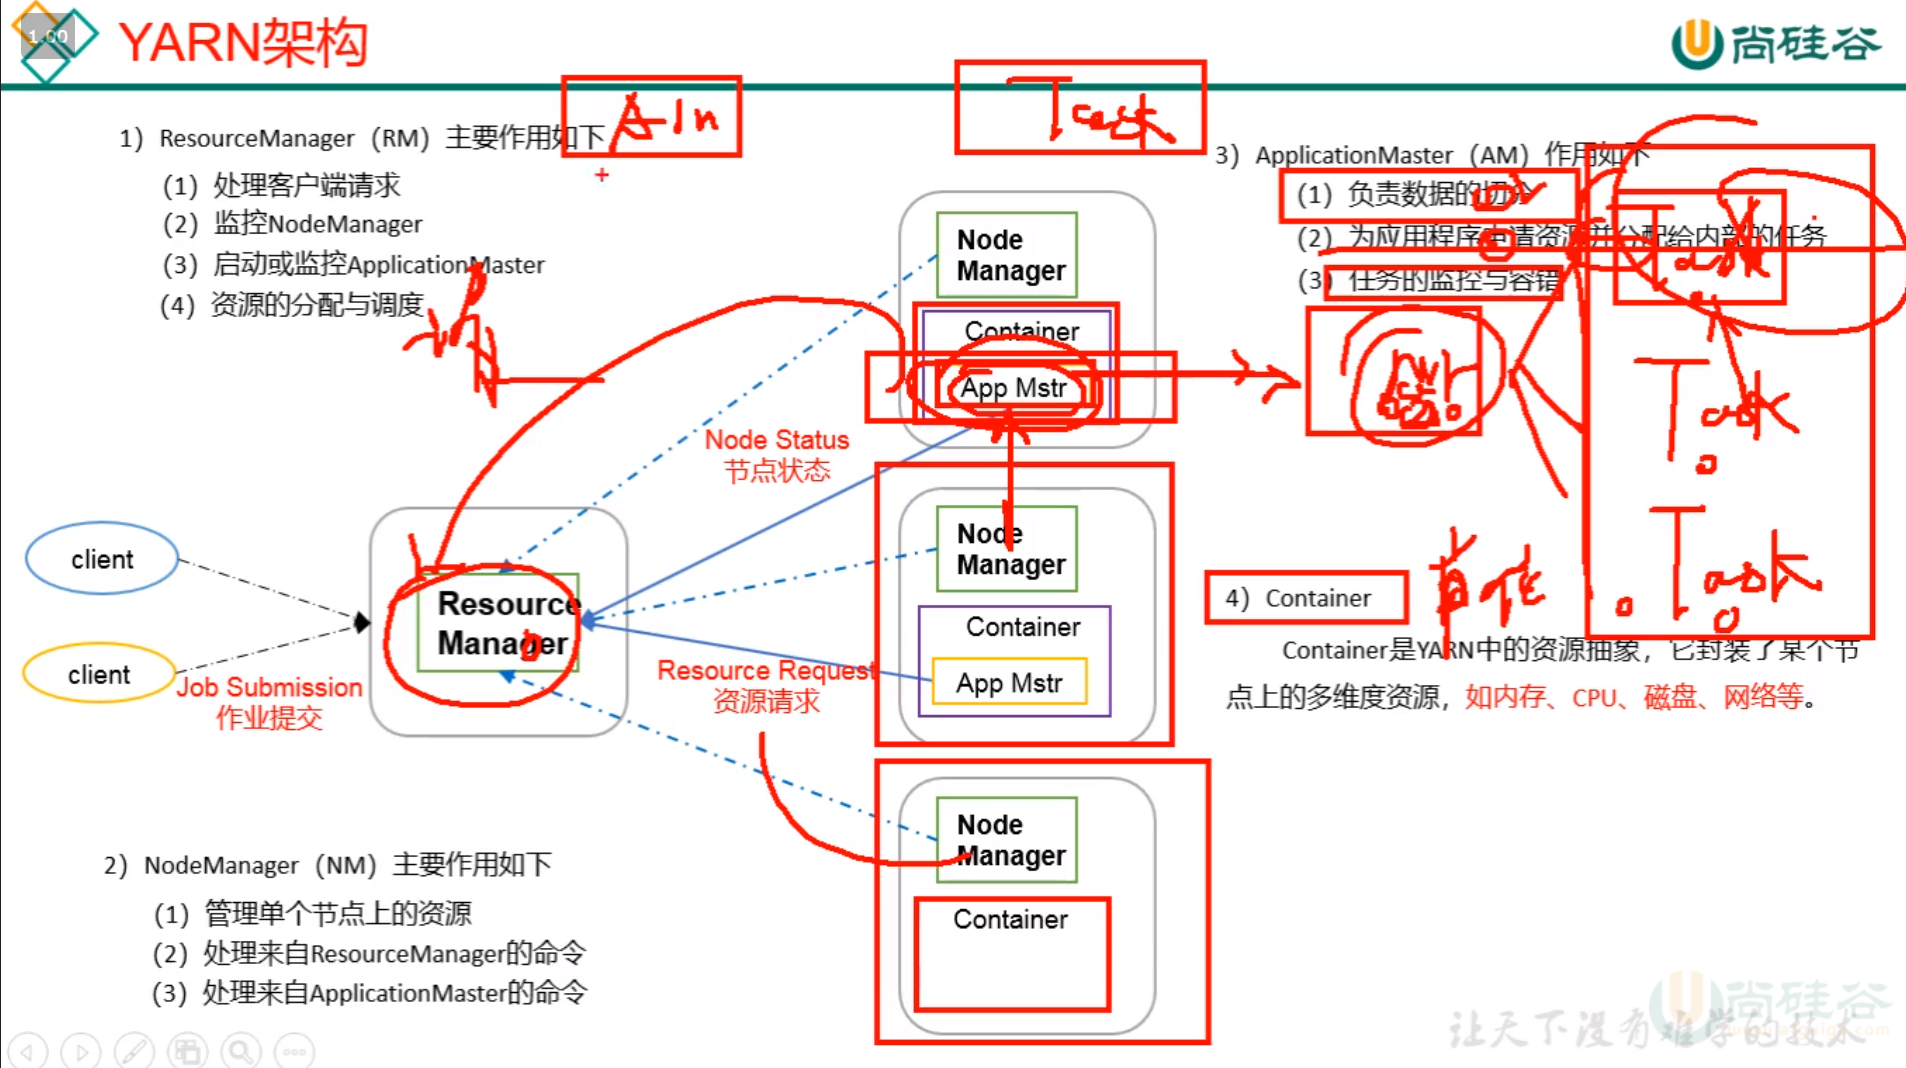 1.00
YARN架构
尚硅谷
1）ResourceManager（RM）主要作用如下
（1）处理客户端请求
（2）监控NodeManager
（3）启动或监控ApplicationMaster
（4）资源的分配与调度
Task
3）ApplicationMaster（AM）作用如下
（1）负责数据的切分
（2）为应用程序申请资源并分配给内部的任务
（3）任务的监控与容错
Task
Task
Task
Node
Manager
Container
App Mstr
Node Status
节点状态
Node
Manager
Container
App Mstr
client
client
Resource
Manager
Job Submission
作业提交
Resource Request
资源请求
4）Container
Container是YARN中的资源抽象，它封装了某个节
点上的多维度资源，如内存、CPU、磁盘、网络等。
Node
Manager
Container
2）NodeManager（NM）主要作用如下
（1）管理单个节点上的资源
（2）处理来自ResourceManager的命令
（3）处理来自ApplicationMaster的命令
尚硅谷
让天下没有难学的技术